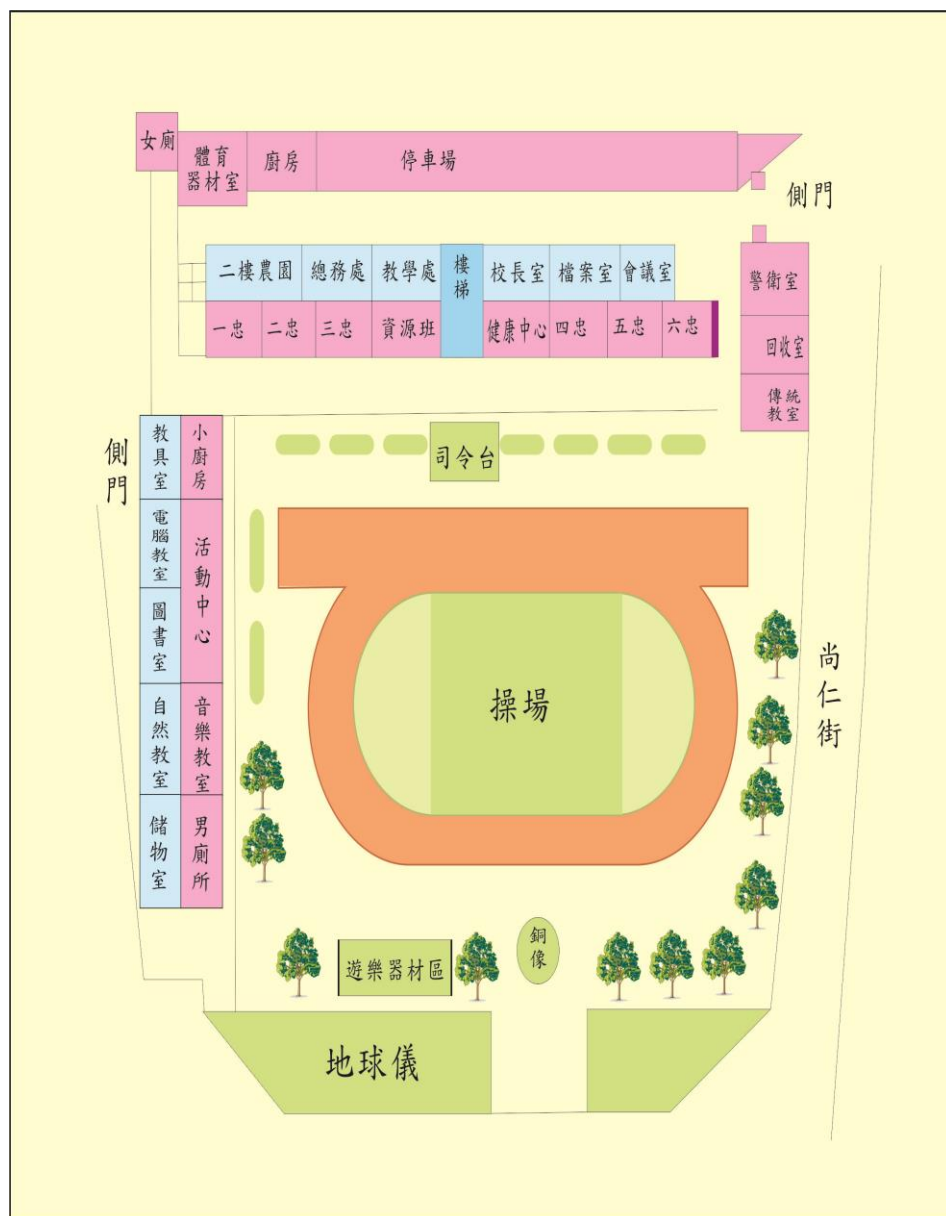 女廁
體育
器材室
廚房
停車場
側門
二樓農園
總務處
教學處
樓梯
校長室
檔案室
會議室
警衛室
一忠
二忠
三忠
資源班
健康中心
四忠
五忠
六忠
回收室
傳統
教室
側門
教具室
小廚房
司令台
電腦教室
活動中心
圖書室
操場
尚仁街
自然教室
音樂教室
儲物室
男廁所
遊樂器材區
銅像
地球儀